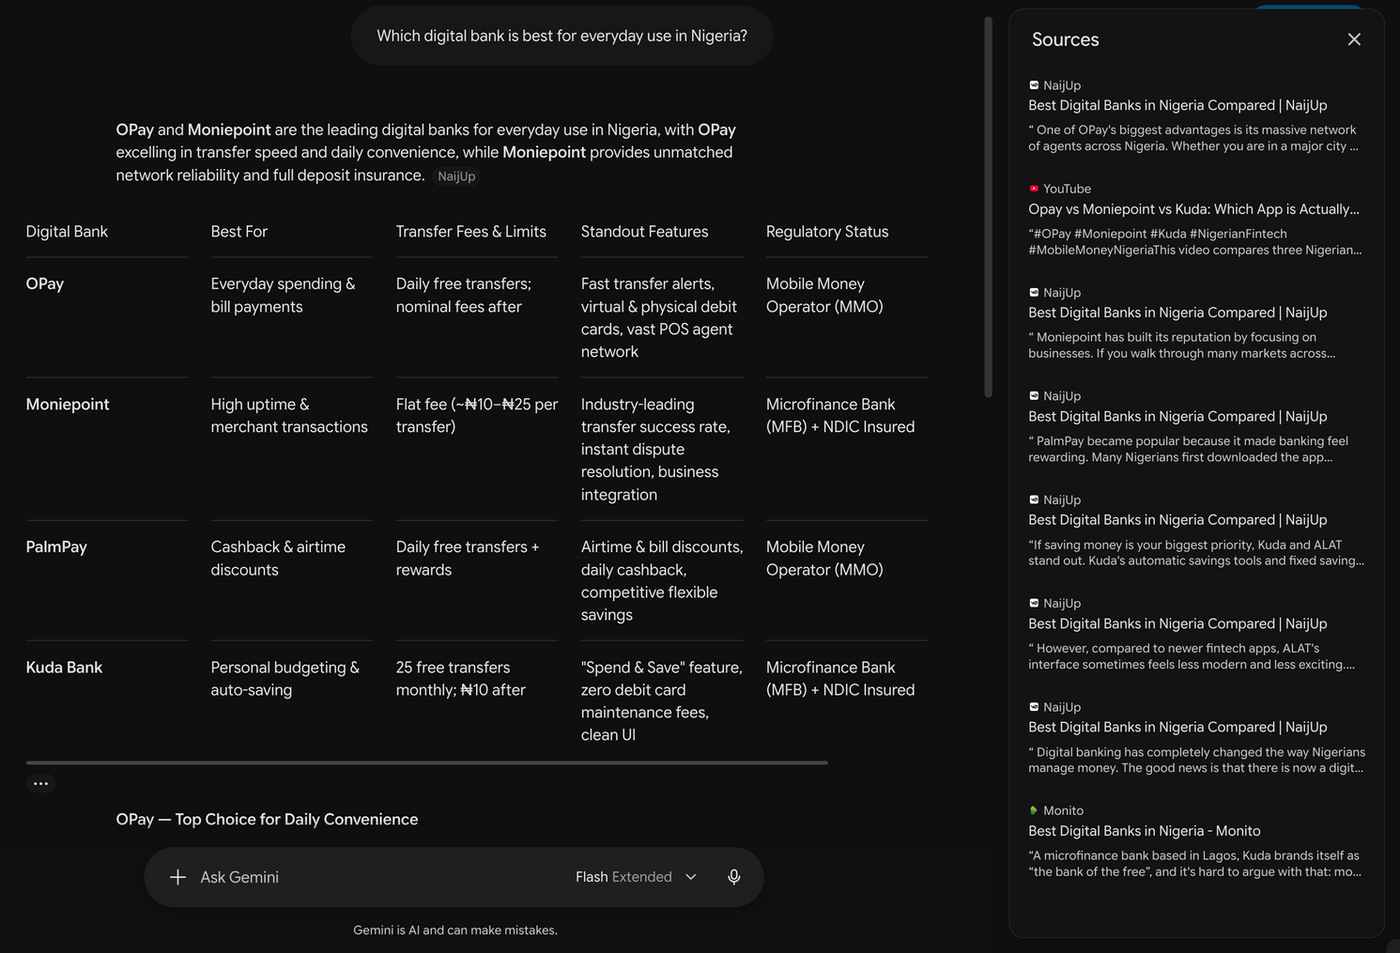 Which digital bank is best for everyday use in Nigeria?
OPay and Moniepoint are the leading digital banks for everyday use in Nigeria, with OPay
excelling in transfer speed and daily convenience, while Moniepoint provides unmatched
network reliability and full deposit insurance. NaijUp
Digital Bank
Best For
Transfer Fees & Limits
Standout Features
Regulatory Status
OPay
Everyday spending &
bill payments
Daily free transfers;
nominal fees after
Fast transfer alerts,
virtual & physical debit
cards, vast POS agent
network
Mobile Money
Operator (MMO)
Moniepoint
High uptime &
merchant transactions
Flat fee (~₦10–₦25 per
transfer)
Industry-leading
transfer success rate,
instant dispute
resolution, business
integration
Microfinance Bank
(MFB) + NDIC Insured
PalmPay
Cashback & airtime
discounts
Daily free transfers +
rewards
Airtime & bill discounts,
daily cashback,
competitive flexible
savings
Mobile Money
Operator (MMO)
Kuda Bank
Personal budgeting &
auto-saving
25 free transfers
monthly; ₦10 after
"Spend & Save" feature,
zero debit card
maintenance fees,
clean UI
Microfinance Bank
(MFB) + NDIC Insured
OPay — Top Choice for Daily Convenience
Ask Gemini
Flash Extended
Gemini is AI and can make mistakes.
Sources
NaijUp
Best Digital Banks in Nigeria Compared | NaijUp
“ One of OPay's biggest advantages is its massive network
of agents across Nigeria. Whether you are in a major city ...
YouTube
Opay vs Moniepoint vs Kuda: Which App is Actually...
“#OPay #Moniepoint #Kuda #NigerianFintech
#MobileMoneyNigeriaThis video compares three Nigerian...
NaijUp
Best Digital Banks in Nigeria Compared | NaijUp
“ Moniepoint has built its reputation by focusing on
businesses. If you walk through many markets across...
NaijUp
Best Digital Banks in Nigeria Compared | NaijUp
“ PalmPay became popular because it made banking feel
rewarding. Many Nigerians first downloaded the app...
NaijUp
Best Digital Banks in Nigeria Compared | NaijUp
“If saving money is your biggest priority, Kuda and ALAT
stand out. Kuda's automatic savings tools and fixed saving...
NaijUp
Best Digital Banks in Nigeria Compared | NaijUp
“ However, compared to newer fintech apps, ALAT's
interface sometimes feels less modern and less exciting....
NaijUp
Best Digital Banks in Nigeria Compared | NaijUp
“ Digital banking has completely changed the way Nigerians
manage money. The good news is that there is now a digit...
Monito
Best Digital Banks in Nigeria - Monito
“A microfinance bank based in Lagos, Kuda brands itself as
“the bank of the free”, and it's hard to argue with that: mo...